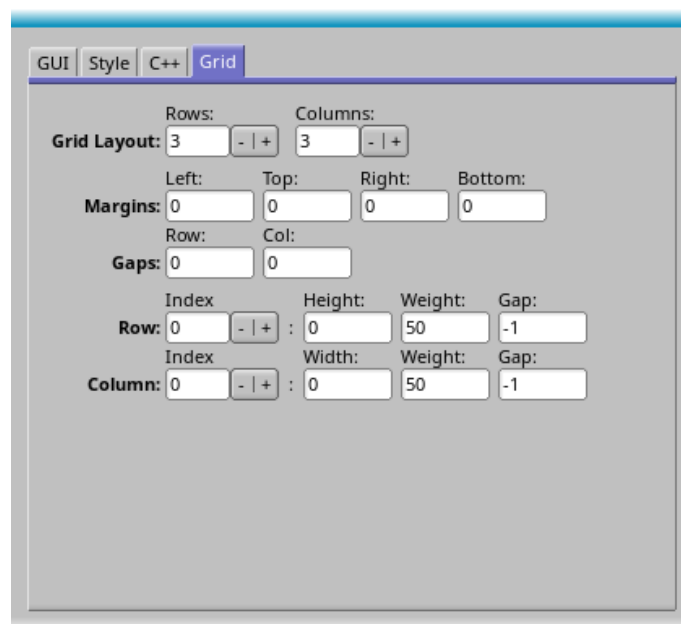 GUI Style C++ Grid
Rows: Columns:
Grid Layout: 3 - | + 3 - | +
Left: Top: Right: Bottom:
Margins: 0 0 0 0
Row: Col:
Gaps: 0 0
Index Height: Weight: Gap:
Row: 0 - | + : 0 50 -1
Index Width: Weight: Gap:
Column: 0 - | + : 0 50 -1